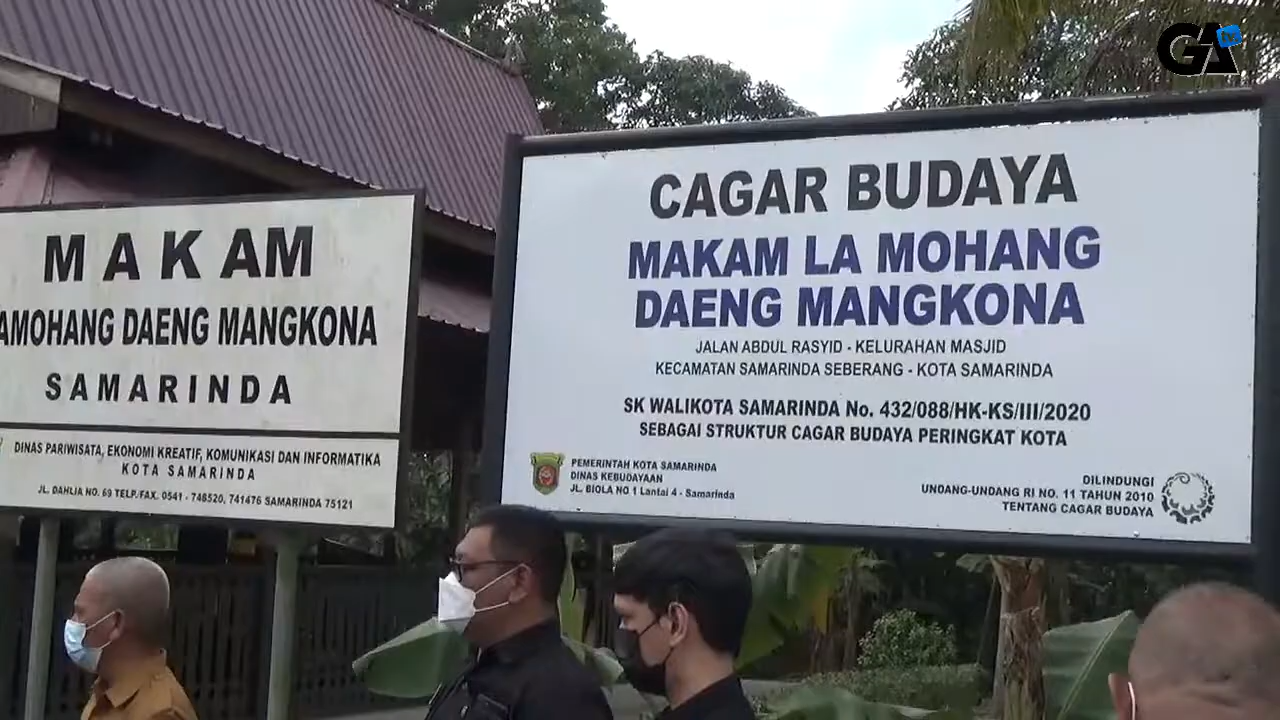 GA tv
MAKAM
AMOHANG DAENG MANGKONA
SAMARINDA
DINAS PARIWISATA, EKONOMI KREATIF, KOMUNIKASI DAN INFORMATIKA
KOTA SAMARINDA
JL. DAHLIA NO. 69 TELP./FAX. 0541 - 748520, 741476 SAMARINDA 75121
CAGAR BUDAYA
MAKAM LA MOHANG
DAENG MANGKONA
JALAN ABDUL RASYID - KELURAHAN MASJID
KECAMATAN SAMARINDA SEBERANG - KOTA SAMARINDA
SK WALIKOTA SAMARINDA No. 432/088/HK-KS/III/2020
SEBAGAI STRUKTUR CAGAR BUDAYA PERINGKAT KOTA
PEMERINTAH KOTA SAMARINDA
DINAS KEBUDAYAAN
JL. BIOLA NO 1 Lantai 4 - Samarinda
DILINDUNGI
UNDANG-UNDANG RI NO. 11 TAHUN 2010
TENTANG CAGAR BUDAYA